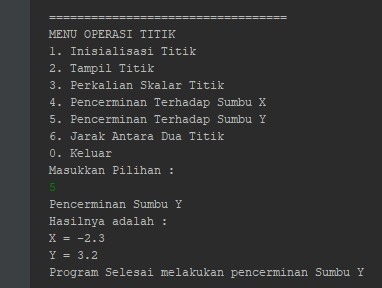 ==================================
MENU OPERASI TITIK
1. Inisialisasi Titik
2. Tampil Titik
3. Perkalian Skalar Titik
4. Pencerminan Terhadap Sumbu X
5. Pencerminan Terhadap Sumbu Y
6. Jarak Antara Dua Titik
0. Keluar
Masukkan Pilihan :
5
Pencerminan Sumbu Y
Hasilnya adalah :
X = -2.3
Y = 3.2
Program Selesai melakukan pencerminan Sumbu Y